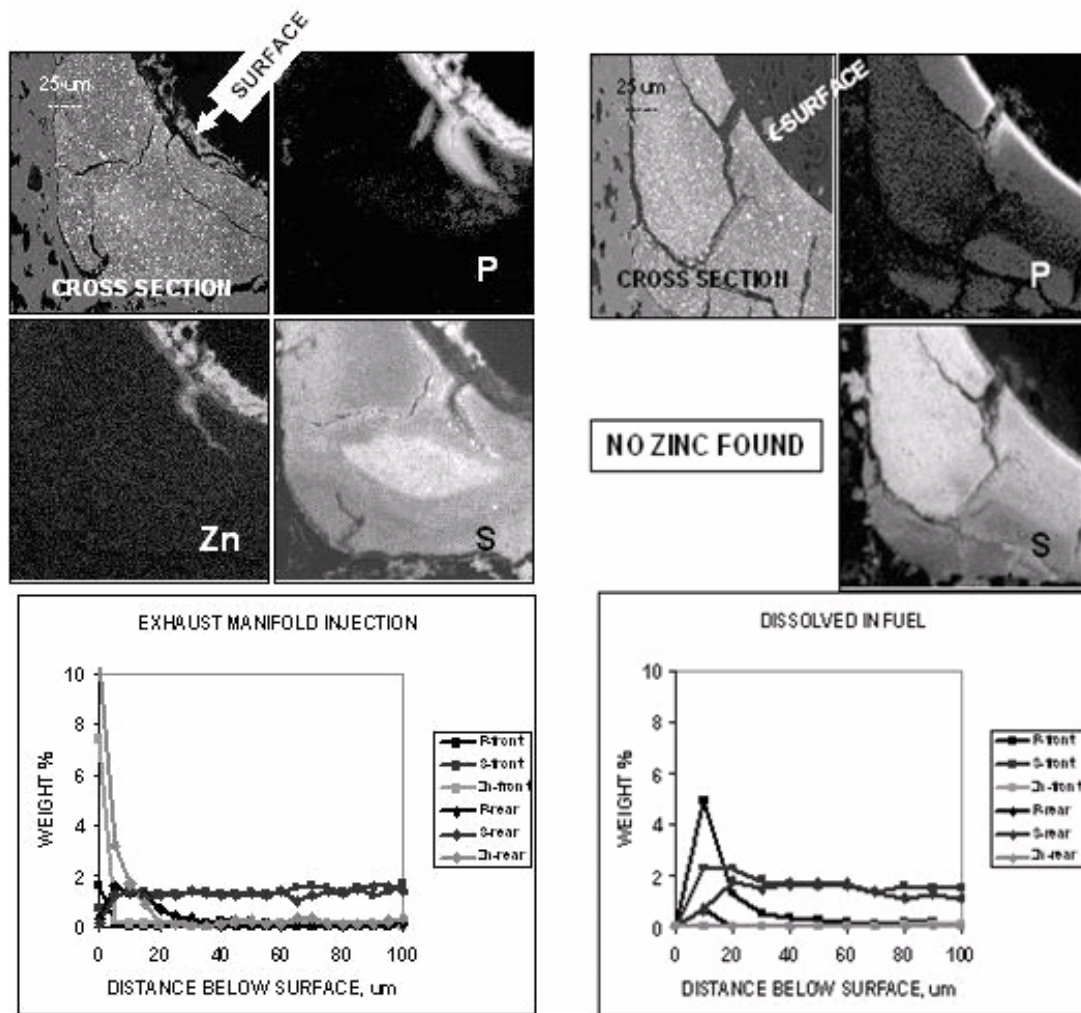 SURFACE
25 um
CROSS SECTION
P
Zn
S
25 um
SURFACE
CROSS SECTION
P
NO ZINC FOUND
S
EXHAUST MANIFOLD INJECTION
10
8
6
4
2
0
WEIGHT %
0 20 40 60 80 100
DISTANCE BELOW SURFACE, um
P-front
S-front
Zn-front
P-rear
S-rear
Zn-rear
DISSOLVED IN FUEL
10
8
6
4
2
0
WEIGHT %
0 20 40 60 80 100
DISTANCE BELOW SURFACE, um
P-front
S-front
Zn-front
P-rear
S-rear
Zn-rear